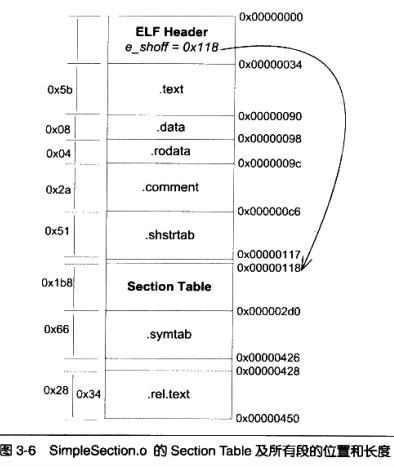 0x00000000
ELF Header
e_shoff = 0x118
0x00000034
0x5b
.text
0x00000090
0x08
.data
0x00000098
0x04
.rodata
0x0000009c
0x2a
.comment
0x000000c6
0x51
.shstrtab
0x00000117
0x00000118
0x1b8
Section Table
0x000002d0
0x66
.symtab
0x00000426
0x00000428
0x28 0x34
.rel.text
0x00000450
图 3-6 SimpleSection.o 的 Section Table 及所有段的位置和长度